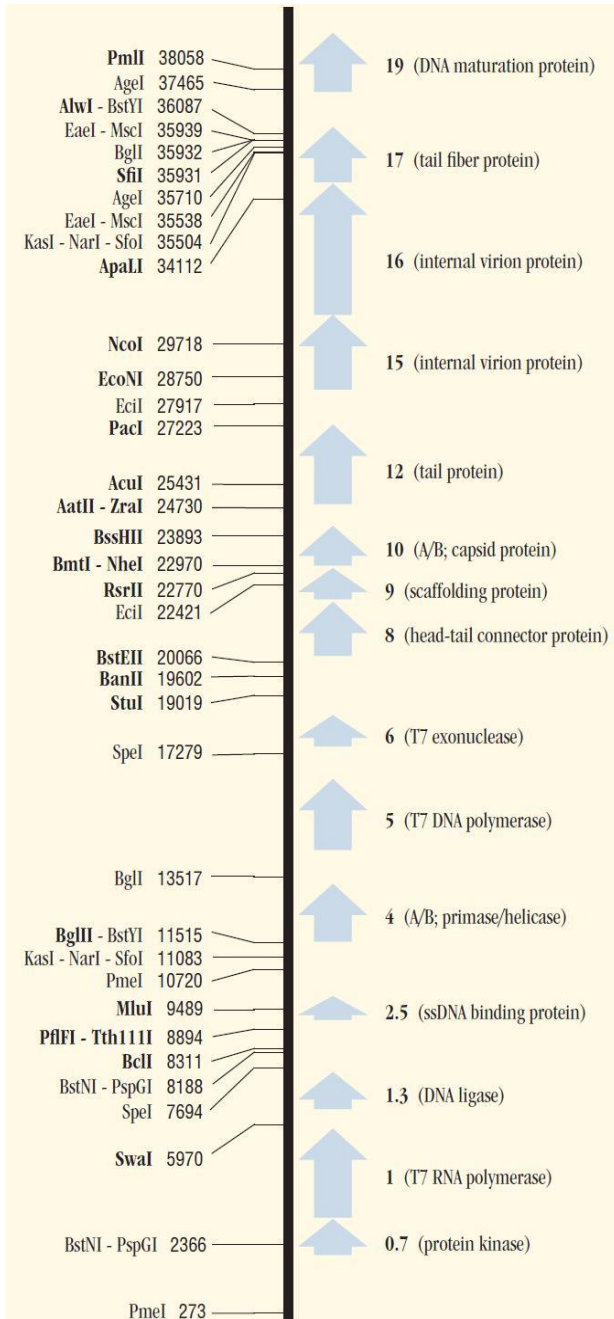 PmlI 38058
AgeI 37465
AlwI - BstYI 36087
EaeI - MscI 35939
BglI 35932
SfiI 35931
AgeI 35710
EaeI - MscI 35538
KasI - NarI - SfoI 35504
ApaLI 34112
NcoI 29718
EcoNI 28750
EciI 27917
PacI 27223
AcuI 25431
AatII - ZraI 24730
BssHII 23893
BmtI - NheI 22970
RsrII 22770
EciI 22421
BstEII 20066
BanII 19602
StuI 19019
SpeI 17279
BglI 13517
BglII - BstYI 11515
KasI - NarI - SfoI 11083
PmeI 10720
MluI 9489
PflFI - Tth111I 8894
BclI 8311
BstNI - PspGI 8188
SpeI 7694
SwaI 5970
BstNI - PspGI 2366
PmeI 273
19 (DNA maturation protein)
17 (tail fiber protein)
16 (internal virion protein)
15 (internal virion protein)
12 (tail protein)
10 (A/B; capsid protein)
9 (scaffolding protein)
8 (head-tail connector protein)
6 (T7 exonuclease)
5 (T7 DNA polymerase)
4 (A/B; primase/helicase)
2.5 (ssDNA binding protein)
1.3 (DNA ligase)
1 (T7 RNA polymerase)
0.7 (protein kinase)